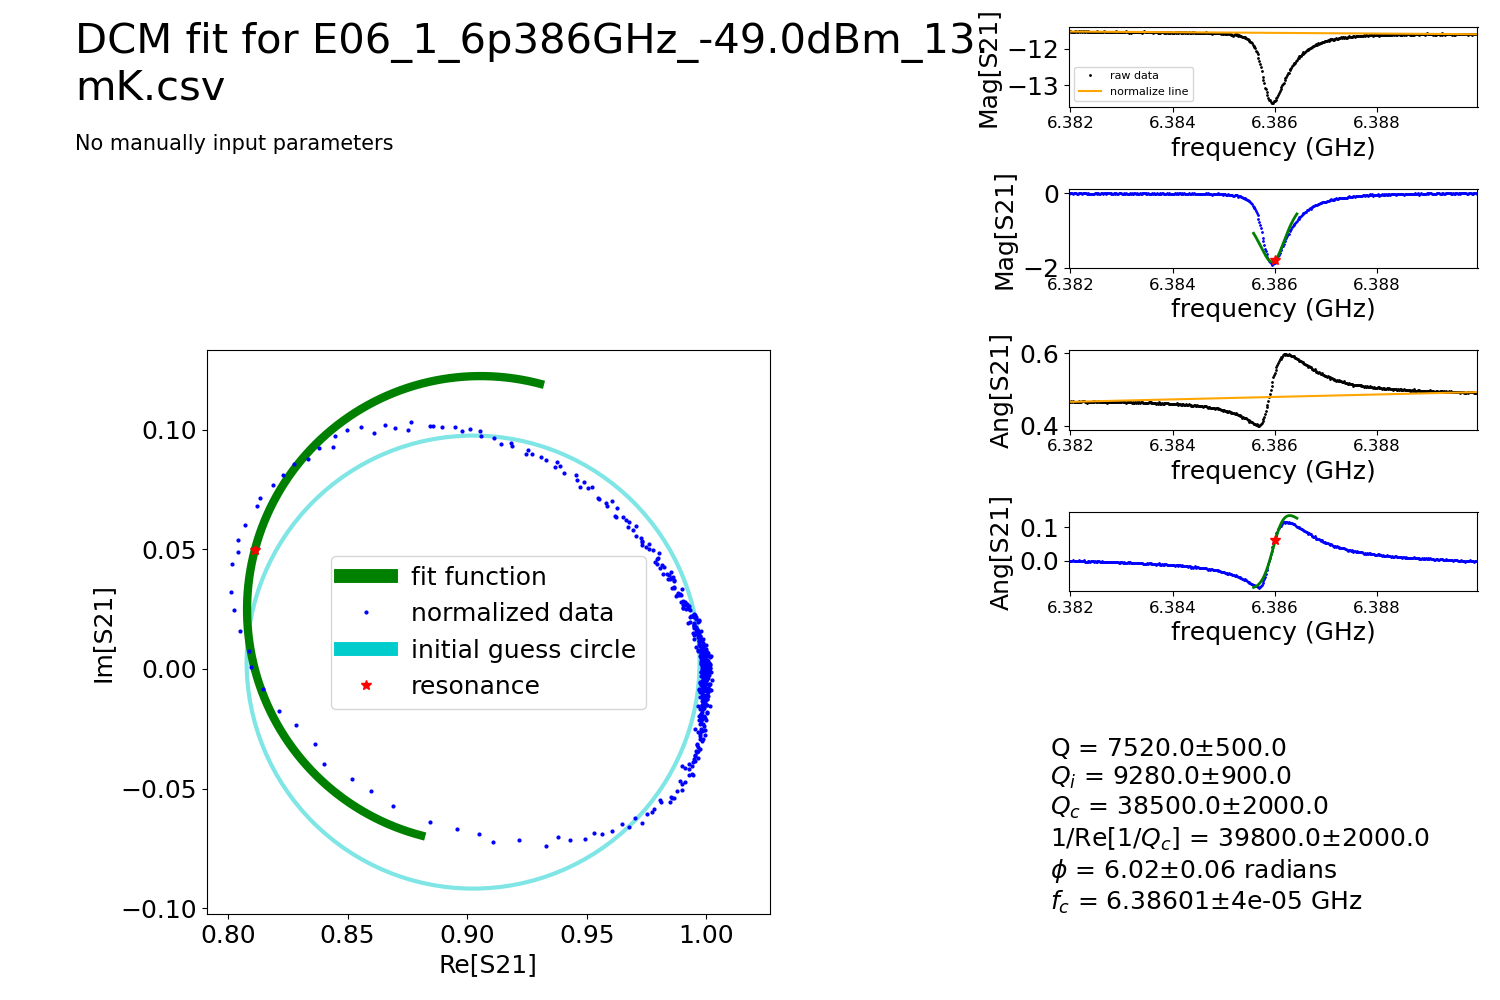 DCM fit for E06_1_6p386GHz_-49.0dBm_13.
mK.csv
No manually input parameters
Mag[S21]
−12
−13
raw data
normalize line
6.382 6.384 6.386 6.388
frequency (GHz)
Mag[S21]
0
−2
6.382 6.384 6.386 6.388
frequency (GHz)
Ang[S21]
0.6
0.4
6.382 6.384 6.386 6.388
frequency (GHz)
Ang[S21]
0.1
0.0
6.382 6.384 6.386 6.388
frequency (GHz)
Im[S21]
0.10
0.05
0.00
−0.05
−0.10
fit function
normalized data
initial guess circle
resonance
0.80 0.85 0.90 0.95 1.00
Re[S21]
Q = 7520.0±500.0
Q_i = 9280.0±900.0
Q_c = 38500.0±2000.0
1/Re[1/Q_c] = 39800.0±2000.0
ϕ = 6.02±0.06 radians
f_c = 6.38601±4e-05 GHz